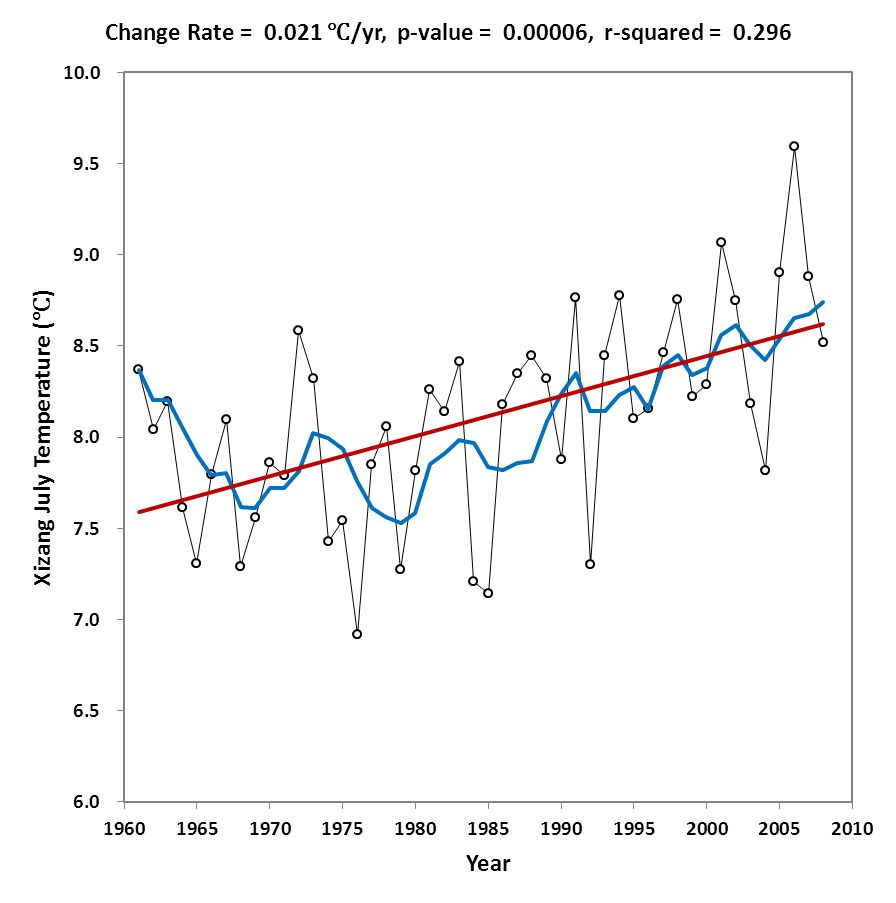 Change Rate = 0.021 ℃/yr, p-value = 0.00006, r-squared = 0.296
Xizang July Temperature (℃)
10.0
9.5
9.0
8.5
8.0
7.5
7.0
6.5
6.0
1960 1965 1970 1975 1980 1985 1990 1995 2000 2005 2010
Year